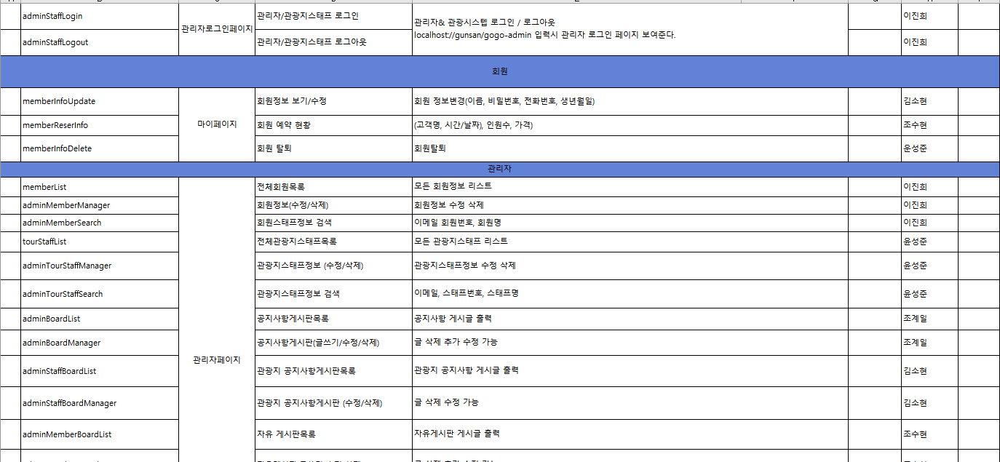 adminStaffLogin
관리자로그인페이지
관리자/관광지스태프 로그인
관리자& 관광시스텝 로그인 / 로그아웃
localhost://gunsan/gogo-admin 입력시 관리자 로그인 페이지 보여준다.
이진희
adminStaffLogout
관리자/관광지스태프 로그아웃
이진희
회원
memberInfoUpdate
마이페이지
회원정보 보기/수정
회원 정보변경(이름, 비밀번호, 전화번호, 생년월일)
김소현
memberReserInfo
회원 예약 현황
(고객명, 시간/날짜), 인원수, 가격)
조수현
memberInfoDelete
회원 탈퇴
회원탈퇴
윤성준
관리자
memberList
관리자페이지
전체회원목록
모든 회원정보 리스트
이진희
adminMemberManager
회원정보(수정/삭제)
회원정보 수정 삭제
이진희
adminMemberSearch
회원스태프정보 검색
이메일 회원번호, 회원명
이진희
tourStaffList
전체관광지스태프목록
모든 관광지스태프 리스트
윤성준
adminTourStaffManager
관광지스태프정보 (수정/삭제)
관광지스태프정보 수정 삭제
윤성준
adminTourStaffSearch
관광지스태프정보 검색
이메일, 스태프번호, 스태프명
윤성준
adminBoardList
공지사항게시판목록
공지사항 게시글 출력
조계일
adminBoardManager
공지사항게시판(글쓰기/수정/삭제)
글 삭제 추가 수정 가능
조계일
adminStaffBoardList
관광지 공지사항게시판목록
관광지 공지사항 게시글 출력
김소현
adminStaffBoardManager
관광지 공지사항게시판 (수정/삭제)
글 삭제 수정 가능
김소현
adminMemberBoardList
자유 게시판목록
자유게시판 게시글 출력
조수현